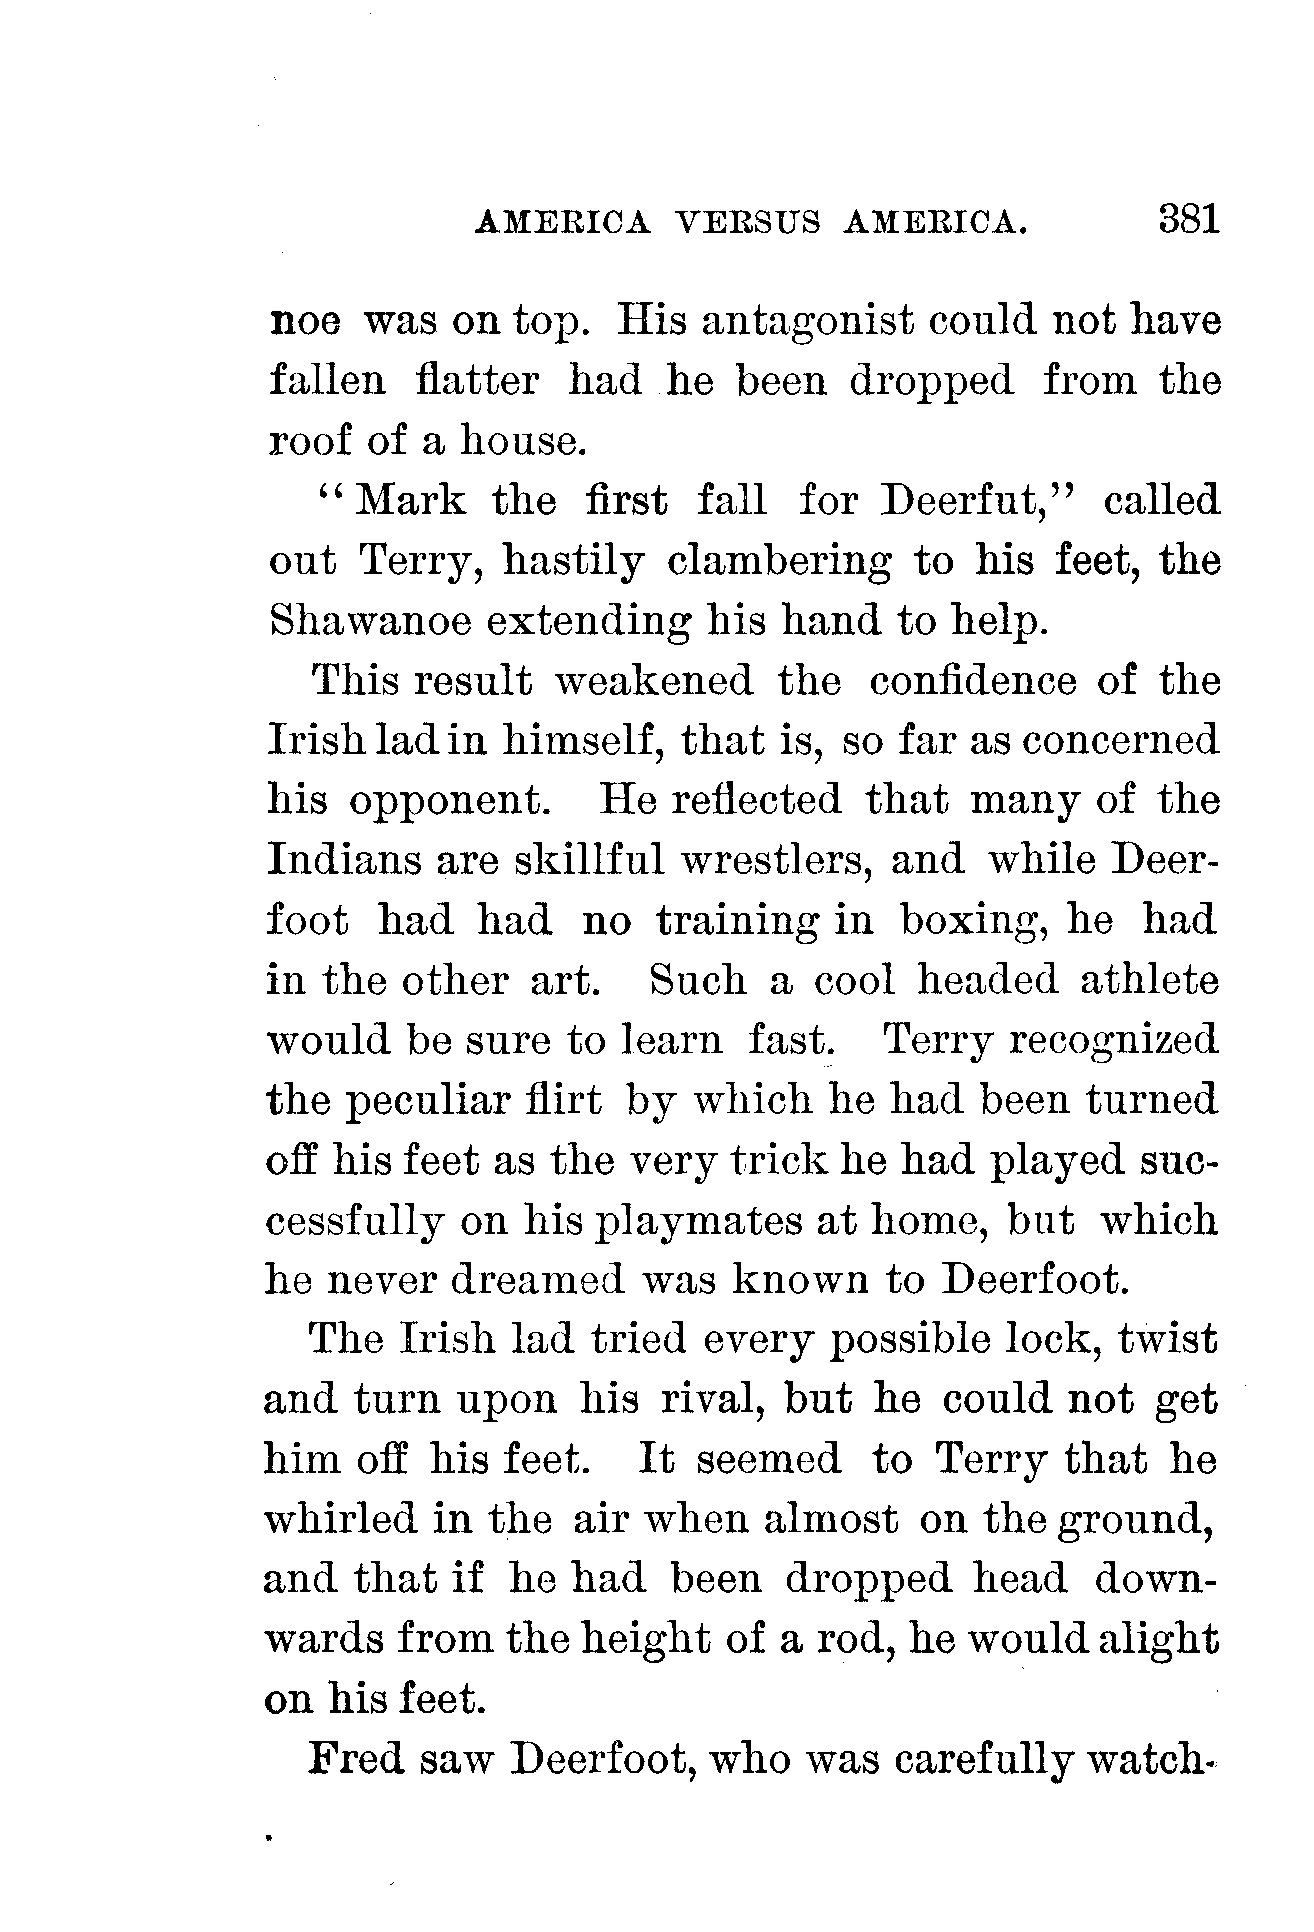 AMERICA VERSUS AMERICA. 381
noe was on top. His antagonist could not have
fallen flatter had he been dropped from the
roof of a house.
“Mark the first fall for Deerfut,” called
out Terry, hastily clambering to his feet, the
Shawanoe extending his hand to help.
This result weakened the confidence of the
Irish lad in himself, that is, so far as concerned
his opponent. He reflected that many of the
Indians are skillful wrestlers, and while Deer-
foot had had no training in boxing, he had
in the other art. Such a cool headed athlete
would be sure to learn fast. Terry recognized
the peculiar flirt by which he had been turned
off his feet as the very trick he had played suc-
cessfully on his playmates at home, but which
he never dreamed was known to Deerfoot.
The Irish lad tried every possible lock, twist
and turn upon his rival, but he could not get
him off his feet. It seemed to Terry that he
whirled in the air when almost on the ground,
and that if he had been dropped head down-
wards from the height of a rod, he would alight
on his feet.
Fred saw Deerfoot, who was carefully watch-